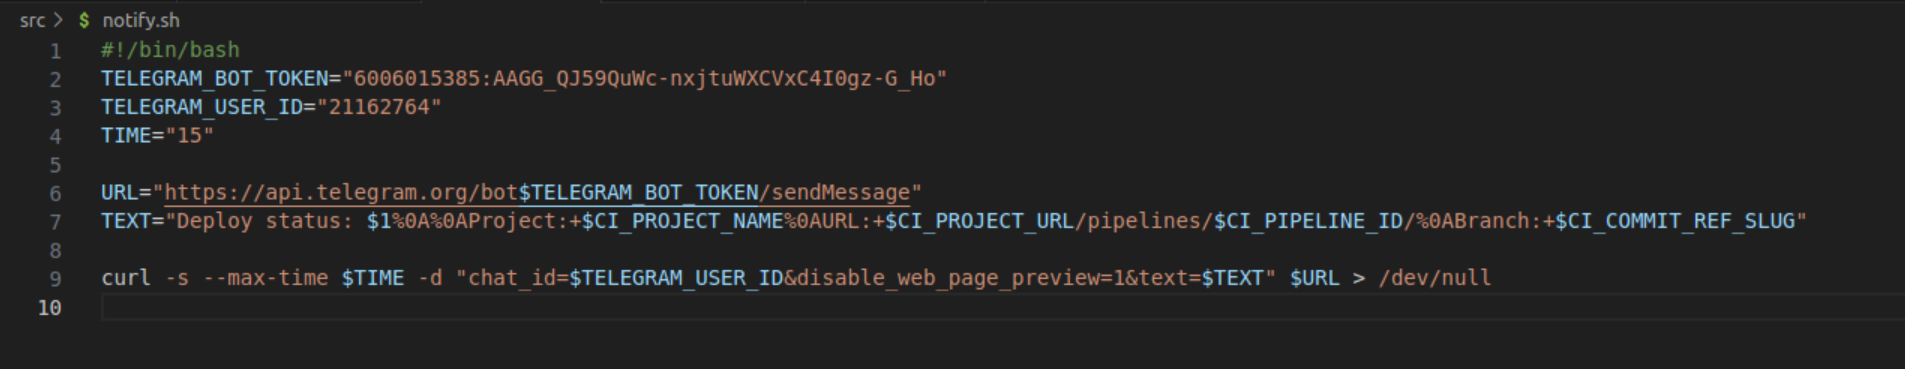 src > $ notify.sh
1 #!/bin/bash
2 TELEGRAM_BOT_TOKEN="6006015385:AAGG_QJ59QuWc-nxjtuWXCVxC4I0gz-G_Ho"
3 TELEGRAM_USER_ID="21162764"
4 TIME="15"
5
6 URL="https://api.telegram.org/bot$TELEGRAM_BOT_TOKEN/sendMessage"
7 TEXT="Deploy status: $1%0A%0AProject:+$CI_PROJECT_NAME%0AURL:+$CI_PROJECT_URL/pipelines/$CI_PIPELINE_ID/%0ABranch:+$CI_COMMIT_REF_SLUG"
8
9 curl -s --max-time $TIME -d "chat_id=$TELEGRAM_USER_ID&disable_web_page_preview=1&text=$TEXT" $URL > /dev/null
10